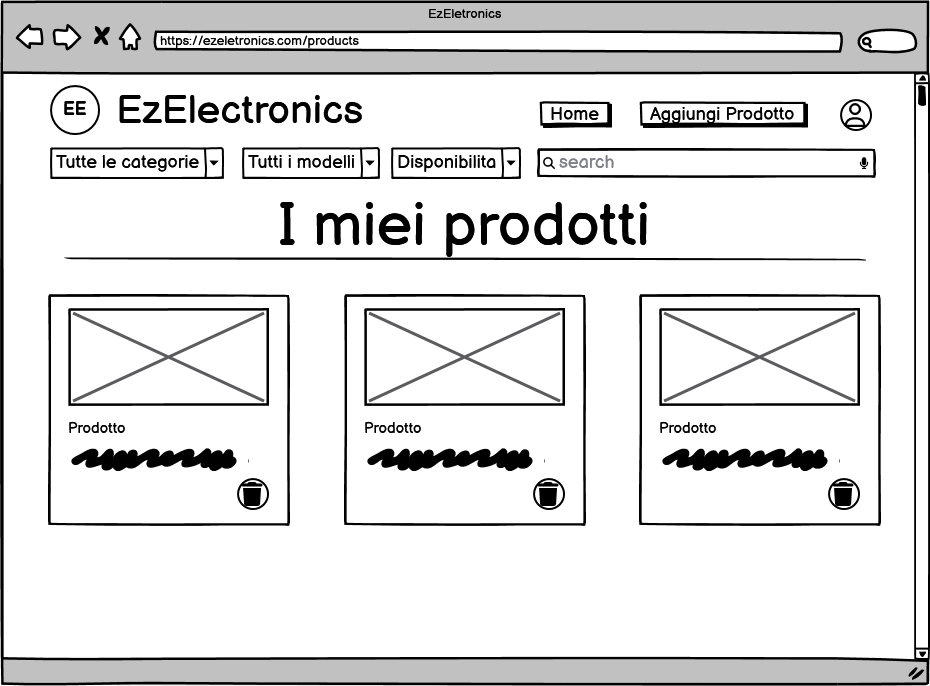 EzEletronics
https://ezeletronics.com/products
EE
EzElectronics
Home
Aggiungi Prodotto
Tutte le categorie
Tutti i modelli
Disponibilita
search
I miei prodotti
Prodotto
Prodotto
Prodotto